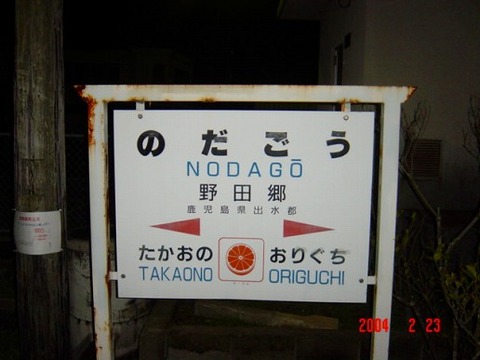 のだごう
NODAGŌ
野田郷
鹿児島県出水郡
たかおの おりぐち
TAKAONO ORIGUCHI
2004 2 23